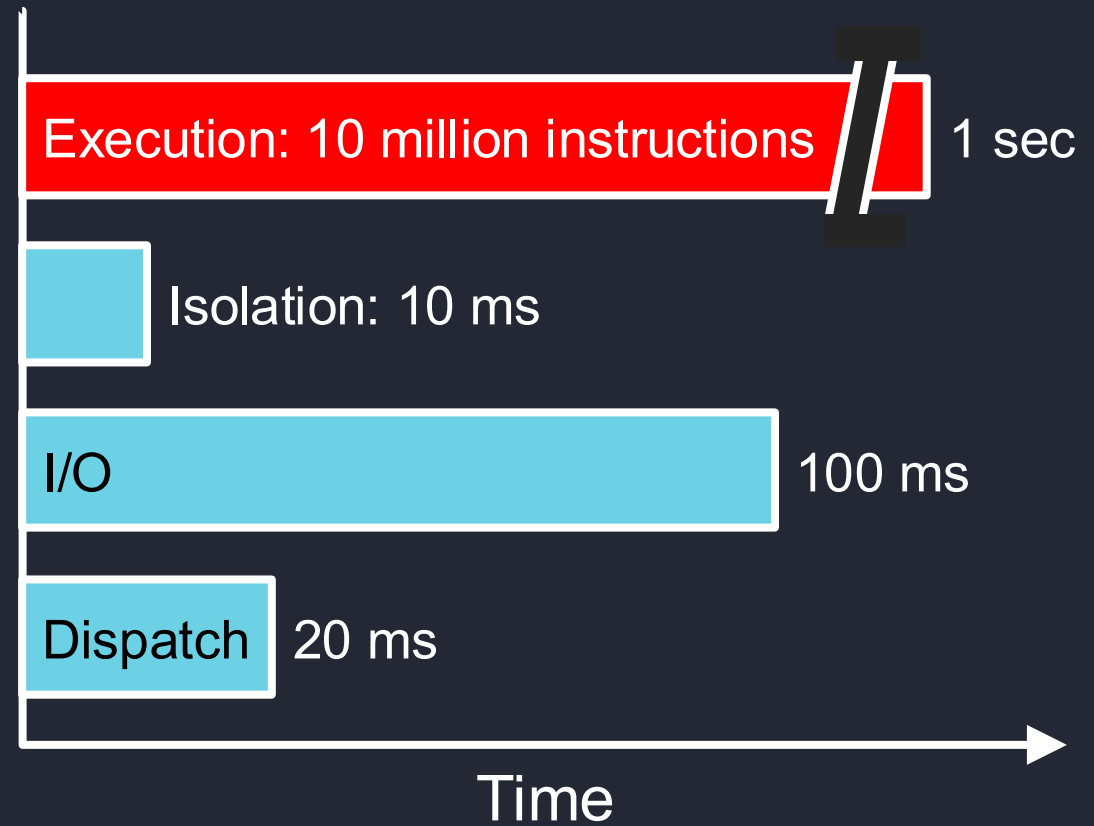 Execution: 10 million instructions 1 sec
Isolation: 10 ms
I/O 100 ms
Dispatch 20 ms
Time